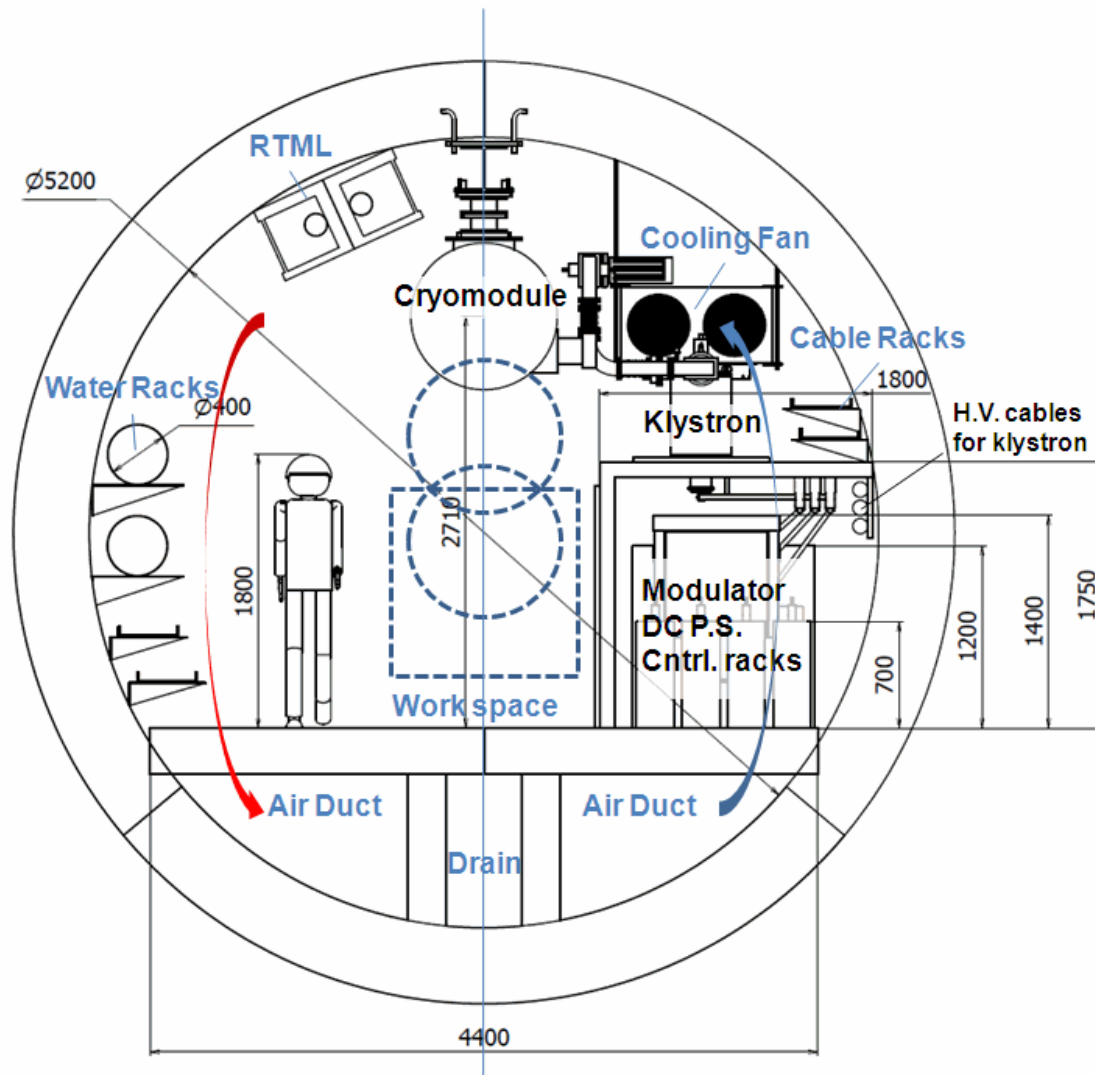 RTML
Ø5200
Cooling Fan
Cryomodule
Cable Racks
Water Racks
1800
Ø400
Klystron
H.V. cables
for klystron
2710
1800
Modulator
DC P.S.
Cntrl. racks
700
1200
1400
1750
Work space
Air Duct
Air Duct
Drain
4400